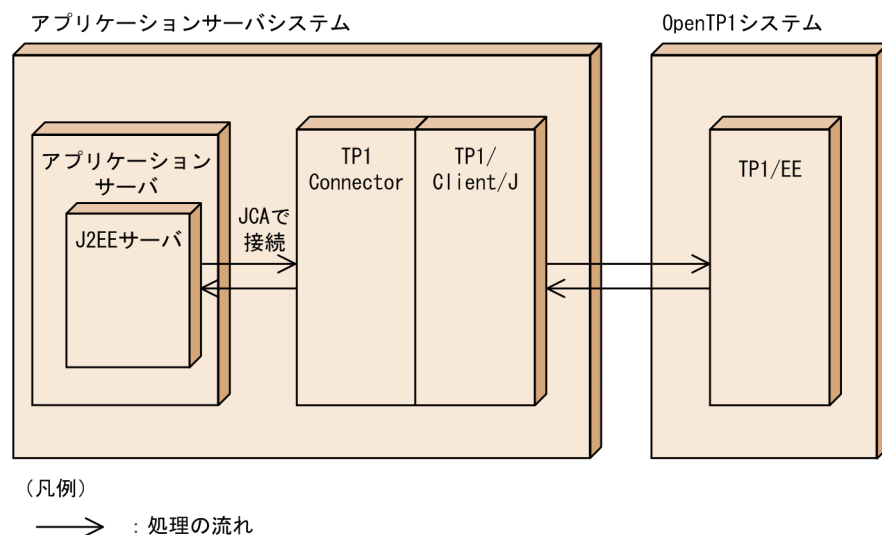 アプリケーションサーバシステム
OpenTP1システム
アプリケーション
サーバ
J2EEサーバ
JCAで
接続
TP1
Connector
TP1/
Client/J
TP1/EE
(凡例)
：処理の流れ